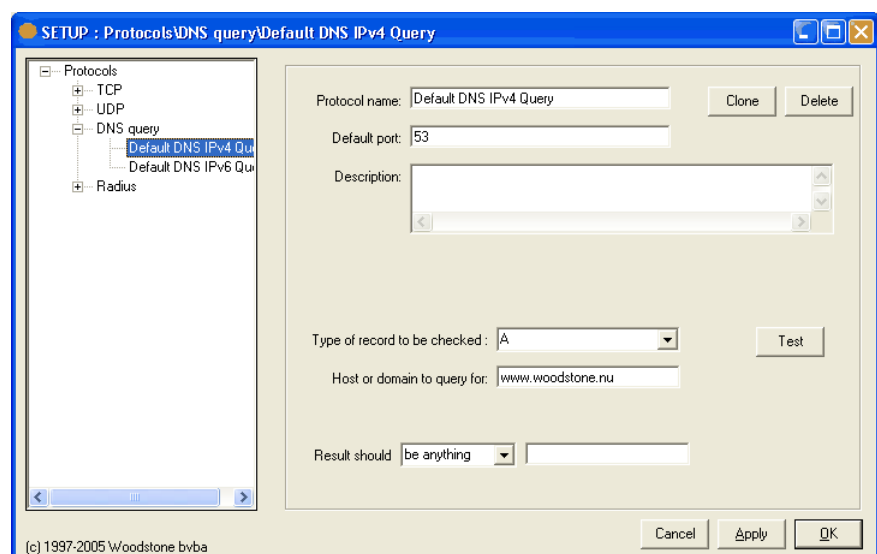 SETUP : Protocols\DNS query\Default DNS IPv4 Query
Protocols
TCP
UDP
DNS query
Default DNS IPv4 Qu
Default DNS IPv6 Qu
Radius
Protocol name: Default DNS IPv4 Query
Clone
Delete
Default port: 53
Description:
Type of record to be checked : A
Test
Host or domain to query for: www.woodstone.nu
Result should be anything
Cancel
Apply
OK
(c) 1997-2005 Woodstone bvba